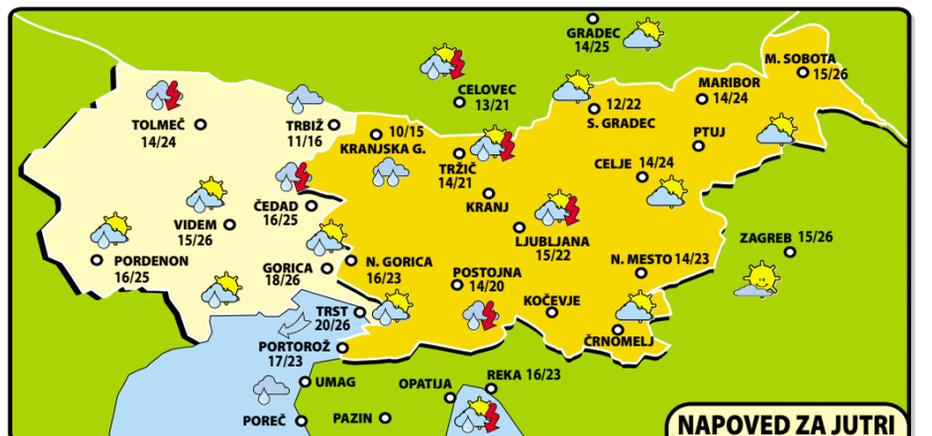 GRADEC
14/25
M. SOBOTA
15/26
CELOVEC
13/21
MARIBOR
14/24
12/22
S. GRADEC
TOLMEČ
14/24
TRBIŽ
11/16
10/15
KRANJSKA G.
PTUJ
TRŽIČ
14/21
CELJE 14/24
KRANJ
ČEDAD
16/25
VIDEM
15/26
LJUBLJANA
15/22
ZAGREB 15/26
PORDENON
16/25
GORICA
18/26
N. GORICA
16/23
POSTOJNA
14/20
N. MESTO 14/23
KOČEVJE
TRST
20/26
ČRNOMELJ
PORTOROŽ
17/23
UMAG
OPATIJA
REKA 16/23
POREČ
PAZIN
NAPOVED ZA JUTRI